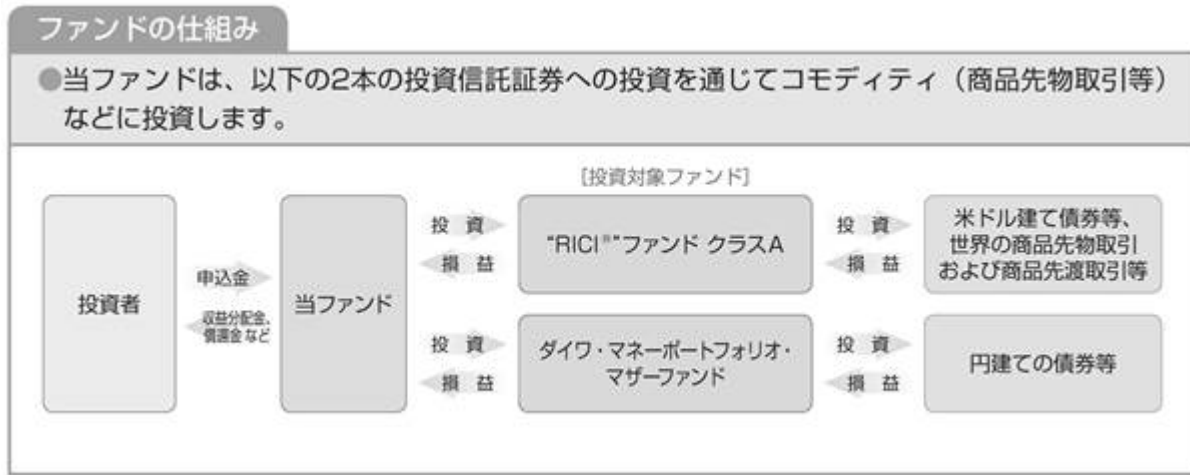 ファンドの仕組み
●当ファンドは、以下の2本の投資信託証券への投資を通じてコモディティ（商品先物取引等）
などに投資します。
［投資対象ファンド］
投資者
申込金
収益分配金、
償還金 など
当ファンド
投 資
損 益
"RICI®"ファンド クラスA
投 資
損 益
米ドル建て債券等、
世界の商品先物取引
および商品先渡取引等
投 資
損 益
ダイワ・マネーポートフォリオ・
マザーファンド
投 資
損 益
円建ての債券等